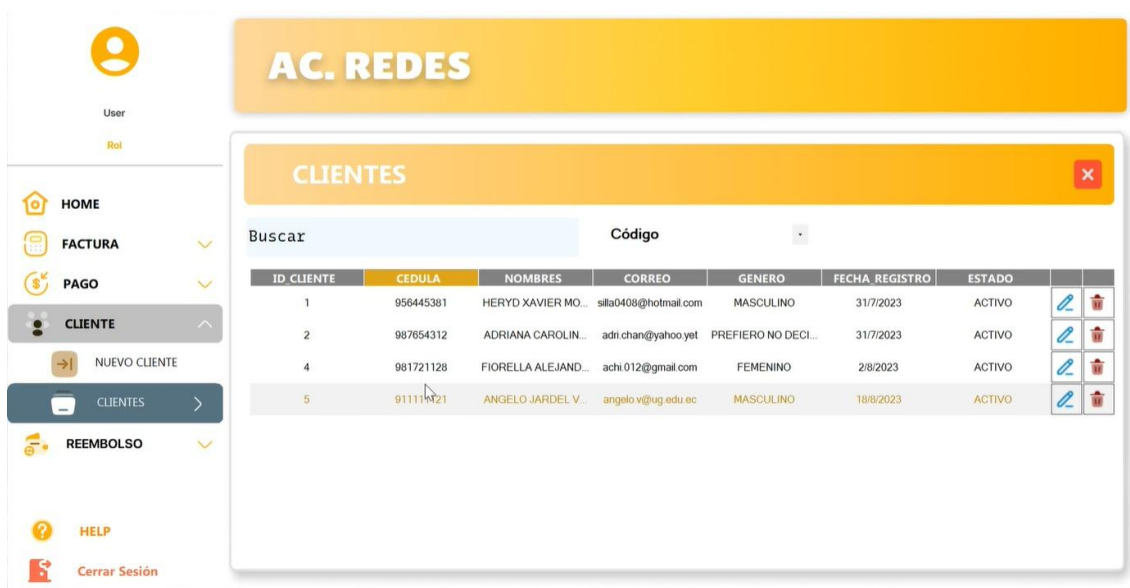 User
Rol
HOME
FACTURA
PAGO
CLIENTE
NUEVO CLIENTE
CLIENTES
REEMBOLSO
HELP
Cerrar Sesión
AC. REDES
CLIENTES
Buscar Código
ID_CLIENTE CEDULA NOMBRES CORREO GENERO FECHA_REGISTRO ESTADO
1 956445381 HERYD XAVIER MO... silla0408@hotmail.com MASCULINO 31/7/2023 ACTIVO
2 987654312 ADRIANA CAROLIN... adri.chan@yahoo.yet PREFIERO NO DECI... 31/7/2023 ACTIVO
4 981721128 FIORELLA ALEJAND... achi.012@gmail.com FEMENINO 2/8/2023 ACTIVO
5 ANGELO JARDEL V... angelo.v@ug.edu.ec MASCULINO 18/8/2023 ACTIVO